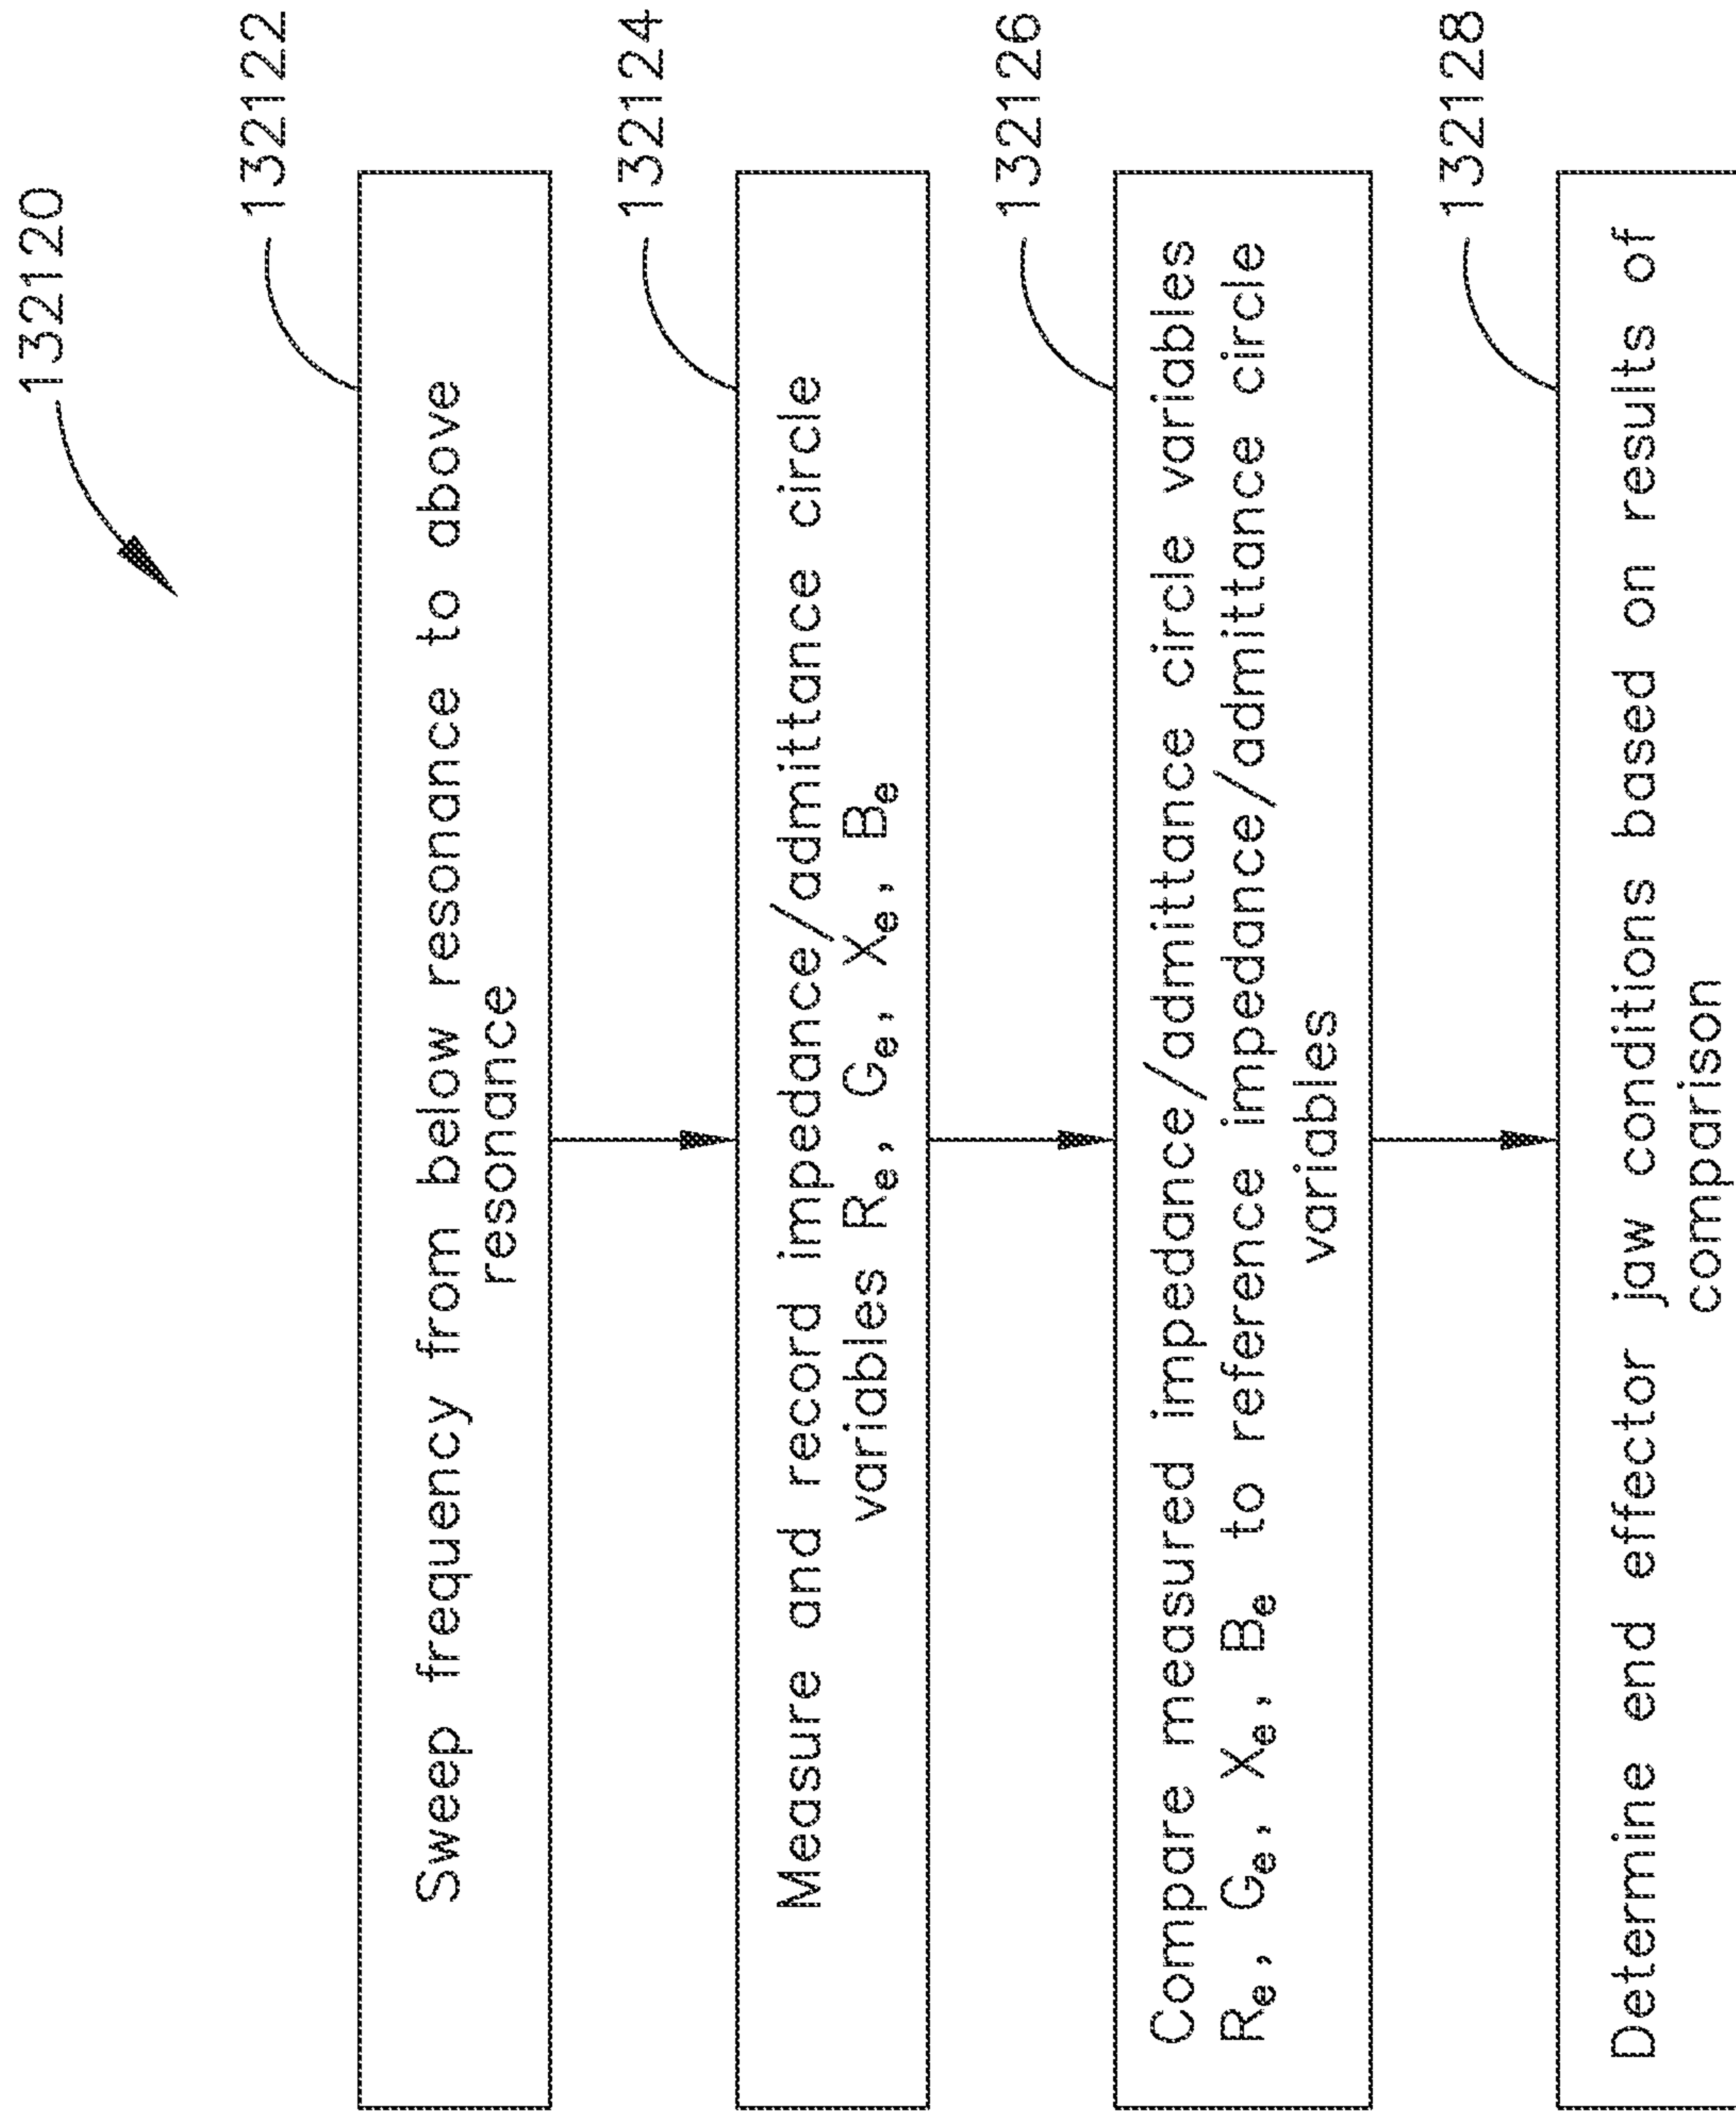 132120
132122
Sweep frequency from below resonance to above
resonance
132124
Measure and record impedance/admittance circle
variables Rₑ, Gₑ, Xₑ, Bₑ
132126
Compare measured impedance/admittance circle variables
Rₑ, Gₑ, Xₑ, Bₑ to reference impedance/admittance circle
variables
132128
Determine end effector jaw conditions based on results of
comparison